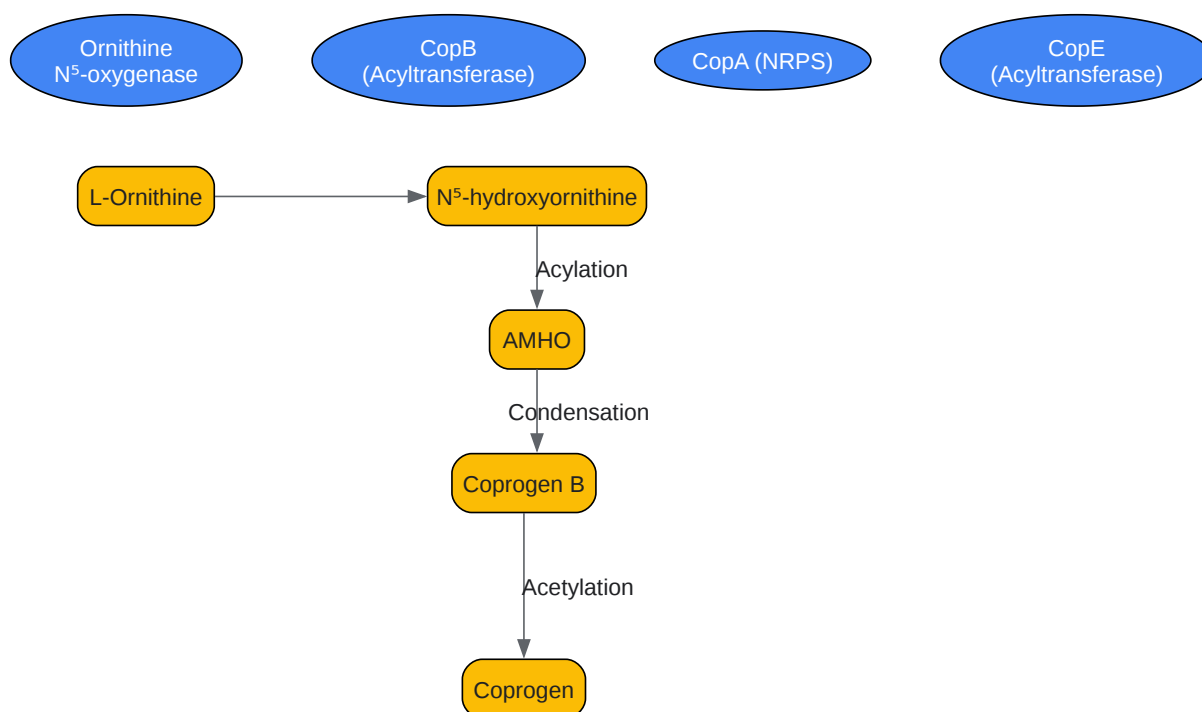 Ornithine
N⁵-oxygenase
CopB
(Acyltransferase)
CopA (NRPS)
CopE
(Acyltransferase)
L-Ornithine
N⁵-hydroxyornithine
Acylation
AMHO
Condensation
Coprogen B
Acetylation
Coprogen